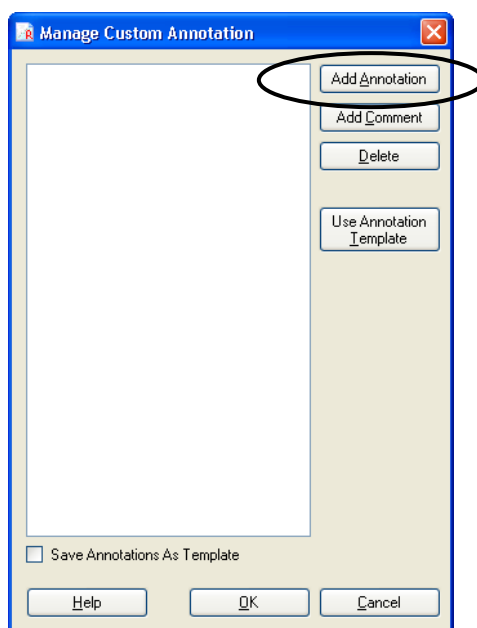 Manage Custom Annotation
Add Annotation
Add Comment
Delete
Use Annotation
Template
Save Annotations As Template
Help
OK
Cancel